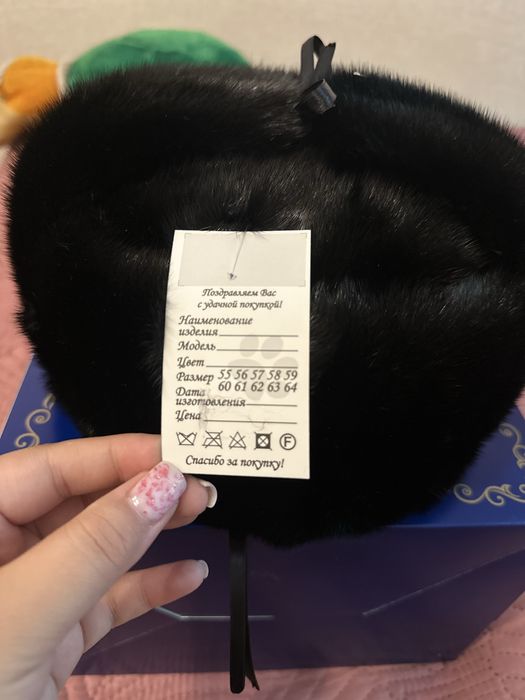 Поздравляем Вас
с удачной покупкой!
Наименование
изделия
Модель
Цвет
Размер 55 56 57 58 59
60 61 62 63 64
Дата
изготовления
Цена
F
Спасибо за покупку!